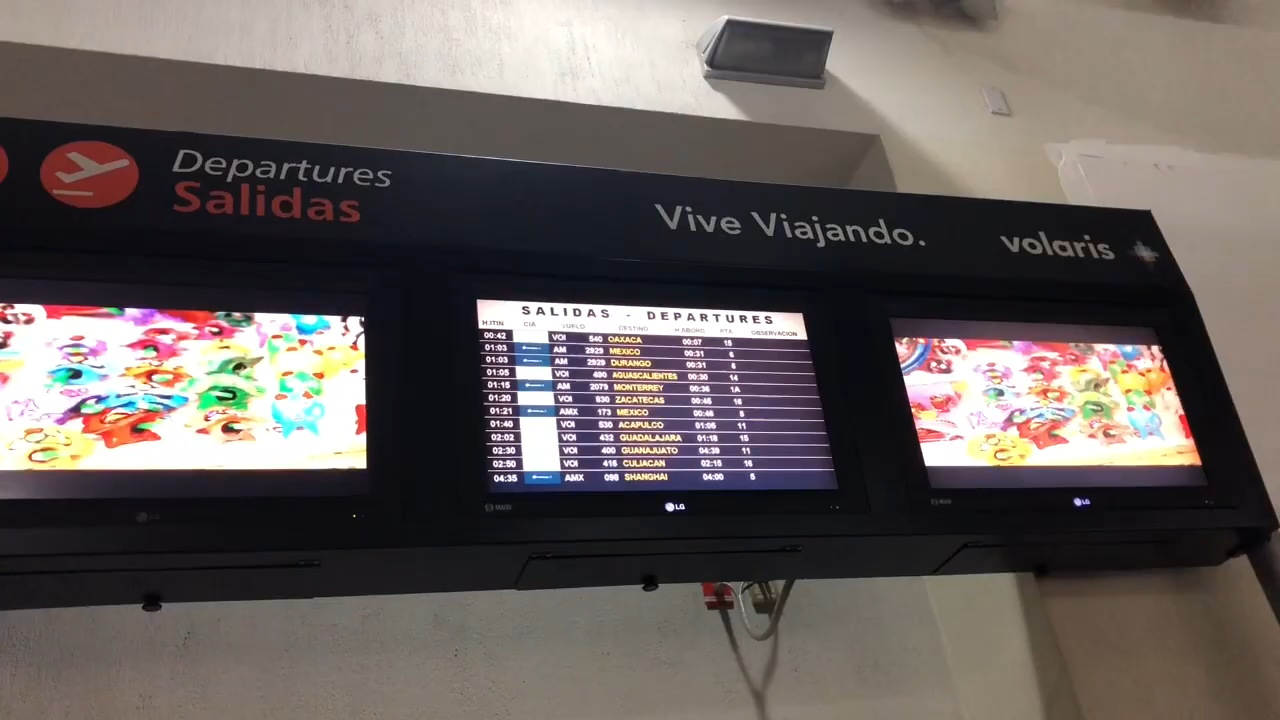 Departures
Salidas
Vive Viajando.
volaris
SALIDAS - DEPARTURES
H.ITIN CIA VUELO DESTINO H ABORD PTA OBSERVACION
00:42 VOI 540 OAXACA 00:07 15
01:03 AM 2929 MEXICO 00:31 6
01:03 AM 2929 DURANGO 00:31 6
01:05 VOI 490 AGUASCALIENTES 00:30 14
01:15 AM 2079 MONTERREY 00:36 1A
01:20 VOI 830 ZACATECAS 00:45 16
01:21 AMX 173 MEXICO 00:46 5
01:40 VOI 530 ACAPULCO 01:05 11
02:02 VOI 432 GUADALAJARA 01:18 15
02:30 VOI 400 GUANAJUATO 04:39 11
02:50 VOI 415 CULIACAN 02:15 16
04:35 AMX 098 SHANGHAI 04:00 5
LG
LG
LG